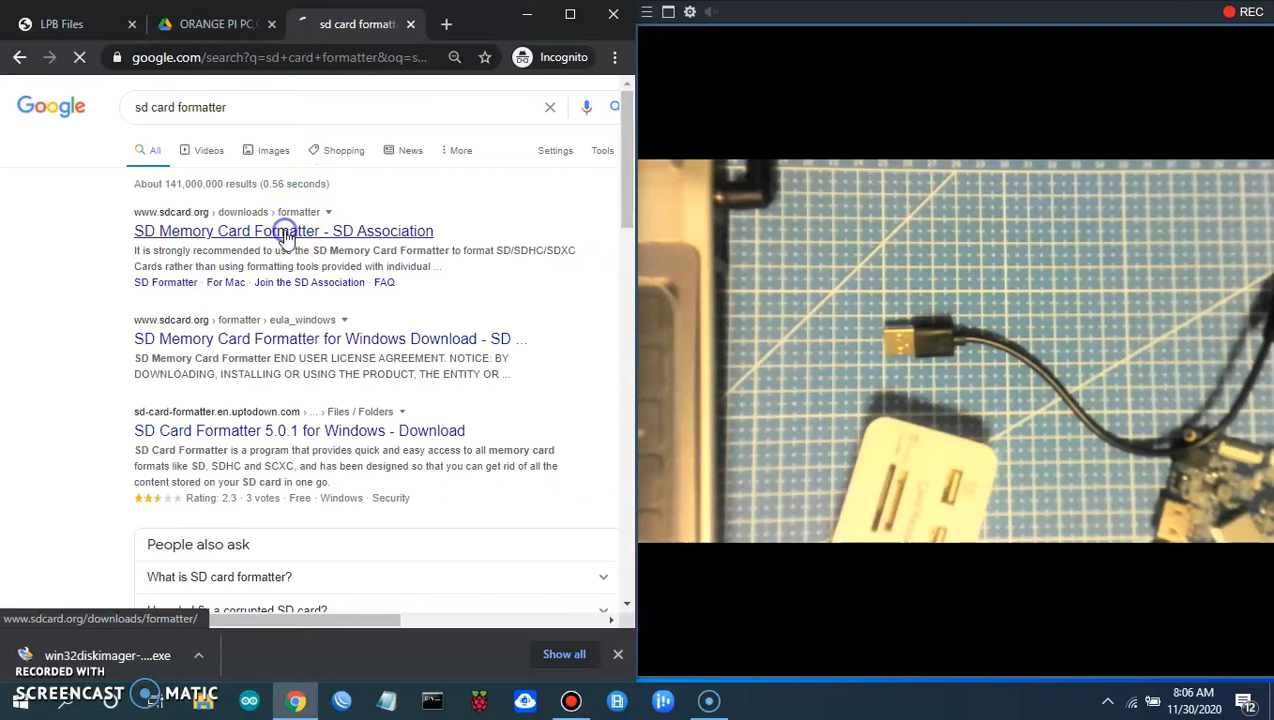 LPB Files
ORANGE PI PC,
sd card formatt
REC
google.com/search?q=sd+card+formatter&oq=s...
Incognito
Google
sd card formatter
All
Videos
Images
Shopping
News
More
Settings
Tools
About 141,000,000 results (0.56 seconds)
www.sdcard.org › downloads › formatter
SD Memory Card Formatter - SD Association
It is strongly recommended to use the SD Memory Card Formatter to format SD/SDHC/SDXC
Cards rather than using formatting tools provided with individual ...
SD Formatter · For Mac · Join the SD Association · FAQ
www.sdcard.org › formatter › eula_windows
SD Memory Card Formatter for Windows Download - SD ...
SD Memory Card Formatter END USER LICENSE AGREEMENT. NOTICE: BY
DOWNLOADING, INSTALLING OR USING THE PRODUCT, THE ENTITY OR ...
sd-card-formatter.en.uptodown.com › ... › Files / Folders
SD Card Formatter 5.0.1 for Windows - Download
SD Card Formatter is a program that provides quick and easy access to all memory card
formats like SD, SDHC and SCXC, and has been designed so that you can get rid of all the
content stored on your SD card in one go.
Rating: 2.3 · 3 votes · Free · Windows · Security
People also ask
What is SD card formatter?
www.sdcard.org/downloads/formatter/
win32diskimager-....exe
Show all
RECORDED WITH
SCREENCAST MATIC
8:06 AM
11/30/2020
12